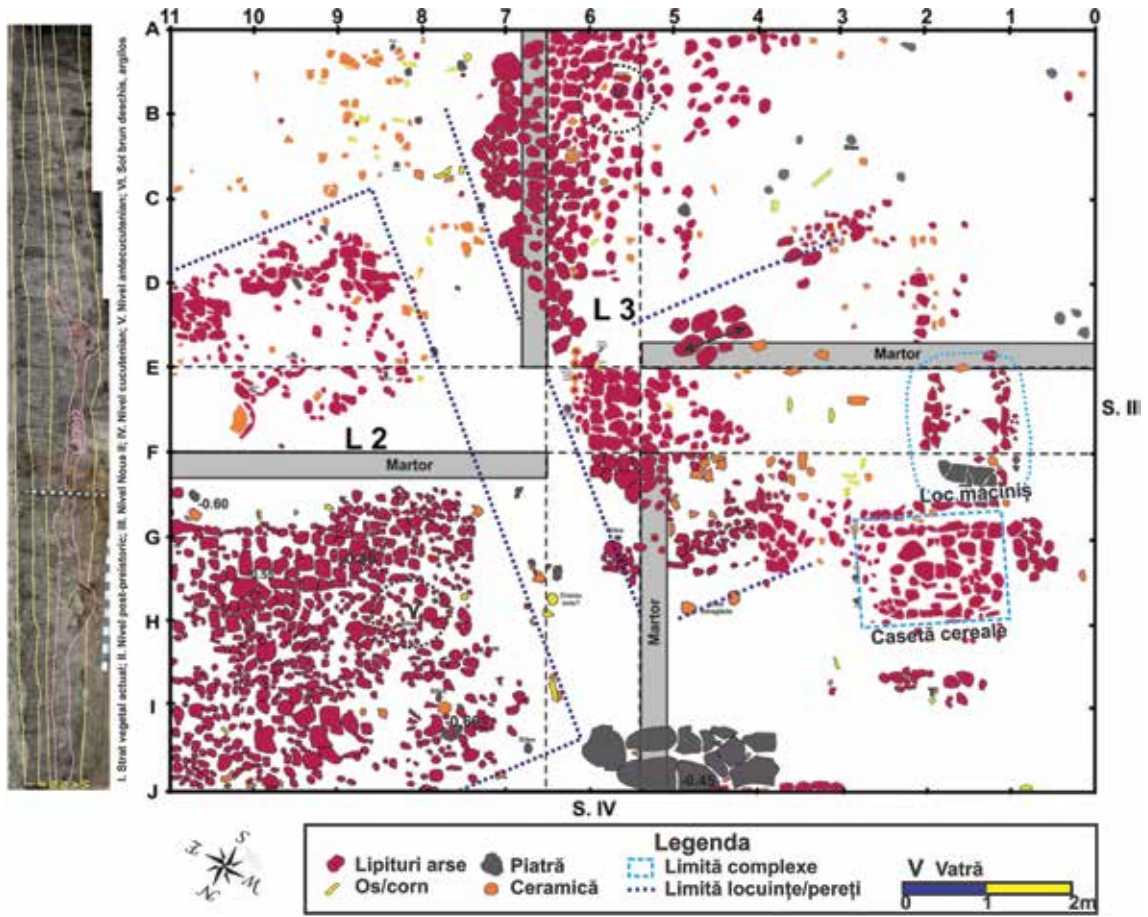 11 10 9 8 7 6 5 4 3 2 1 0
A
B
C
D
E
F
G
H
I
J
I. Strat vegetal actual; II. Nivel post-preistoric; III. Nivel Noua II; IV. Nivel cucutenian; V. Nivel antecucutenian; VI. Sol brun deschis, argilos
L 3
Martor
S. III
L 2
Martor
Loc măciniș
-0.60
V
Martor
Casetă cereale
-0.45
S. IV
Legenda
Lipituri arse
Piatră
Limită complexe
V Vatră
Os/corn
Ceramică
Limită locuințe/pereți
0 1 2m
S
E
W
N